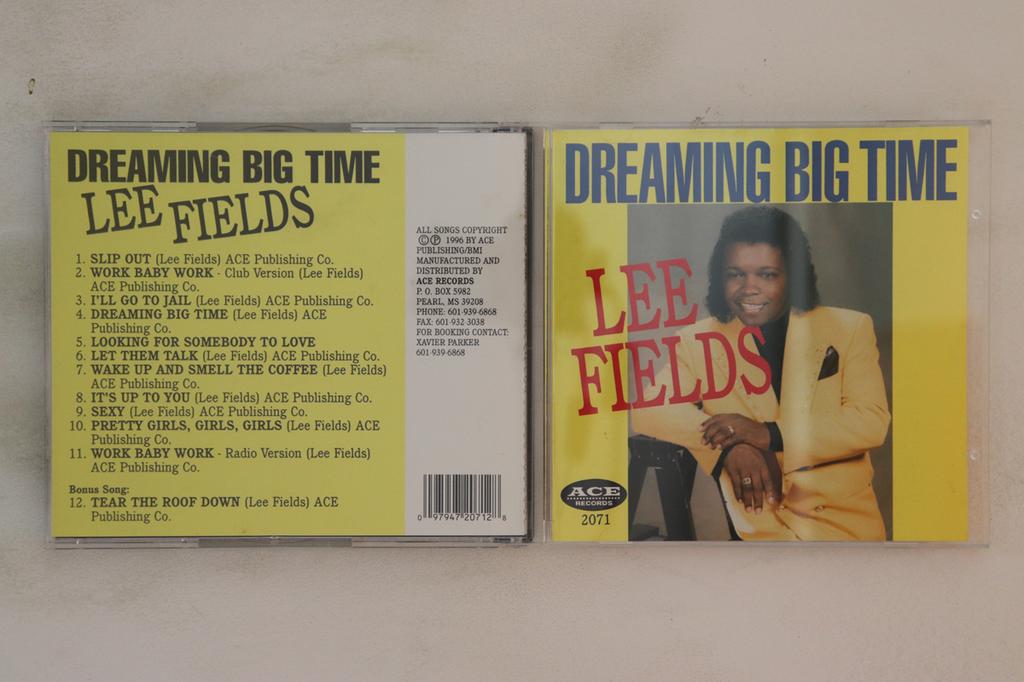 DREAMING BIG TIME
LEE FIELDS
1. SLIP OUT (Lee Fields) ACE Publishing Co.
2. WORK BABY WORK - Club Version (Lee Fields)
ACE Publishing Co.
3. I'LL GO TO JAIL (Lee Fields) ACE Publishing Co.
4. DREAMING BIG TIME (Lee Fields) ACE
Publishing Co.
5. LOOKING FOR SOMEBODY TO LOVE
6. LET THEM TALK (Lee Fields) ACE Publishing Co.
7. WAKE UP AND SMELL THE COFFEE (Lee Fields)
ACE Publishing Co.
8. IT'S UP TO YOU (Lee Fields) ACE Publishing Co.
9. SEXY (Lee Fields) ACE Publishing Co.
10. PRETTY GIRLS, GIRLS, GIRLS (Lee Fields) ACE
Publishing Co.
11. WORK BABY WORK - Radio Version (Lee Fields)
ACE Publishing Co.
Bonus Song:
12. TEAR THE ROOF DOWN (Lee Fields) ACE
Publishing Co.
ALL SONGS COPYRIGHT
©℗ 1996 BY ACE
PUBLISHING/BMI
MANUFACTURED AND
DISTRIBUTED BY
ACE RECORDS
P. O. BOX 5982
PEARL, MS 39208
PHONE: 601-939-6868
FAX: 601-932-3038
FOR BOOKING CONTACT:
XAVIER PARKER
601-939-6868
0 97947 20712 8
DREAMING BIG TIME
LEE
FIELDS
ACE
RECORDS
2071